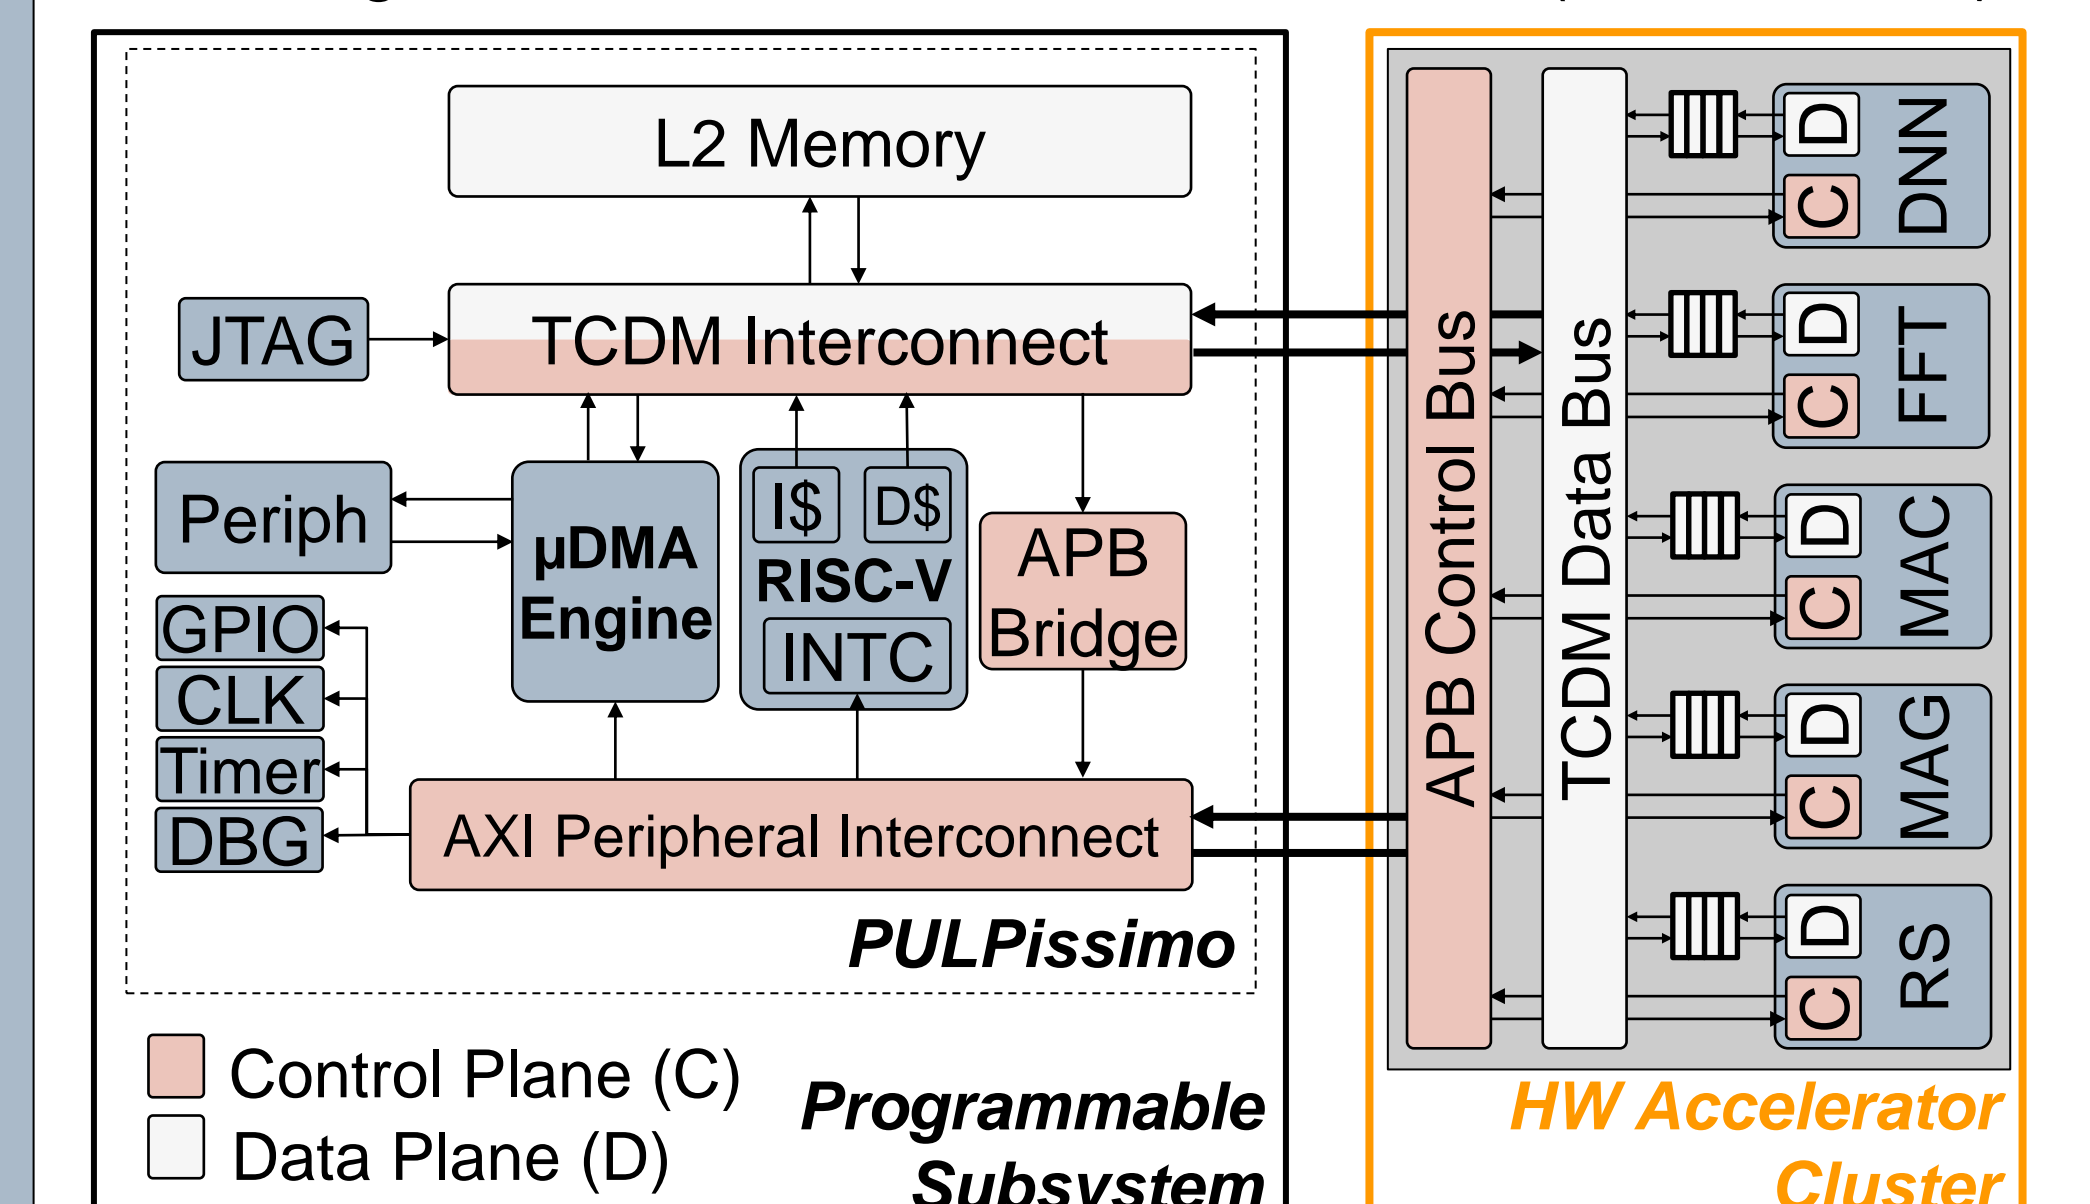 L2 Memory
JTAG
TCDM Interconnect
Periph
µDMA
Engine
I$
D$
RISC-V
INTC
APB
Bridge
GPIO
CLK
Timer
DBG
AXI Peripheral Interconnect
PULPissimo
Control Plane (C)
Data Plane (D)
Programmable
Subsystem
APB Control Bus
TCDM Data Bus
D
C
DNN
D
C
FFT
D
C
MAC
D
C
MAG
D
C
RS
HW Accelerator
Cluster